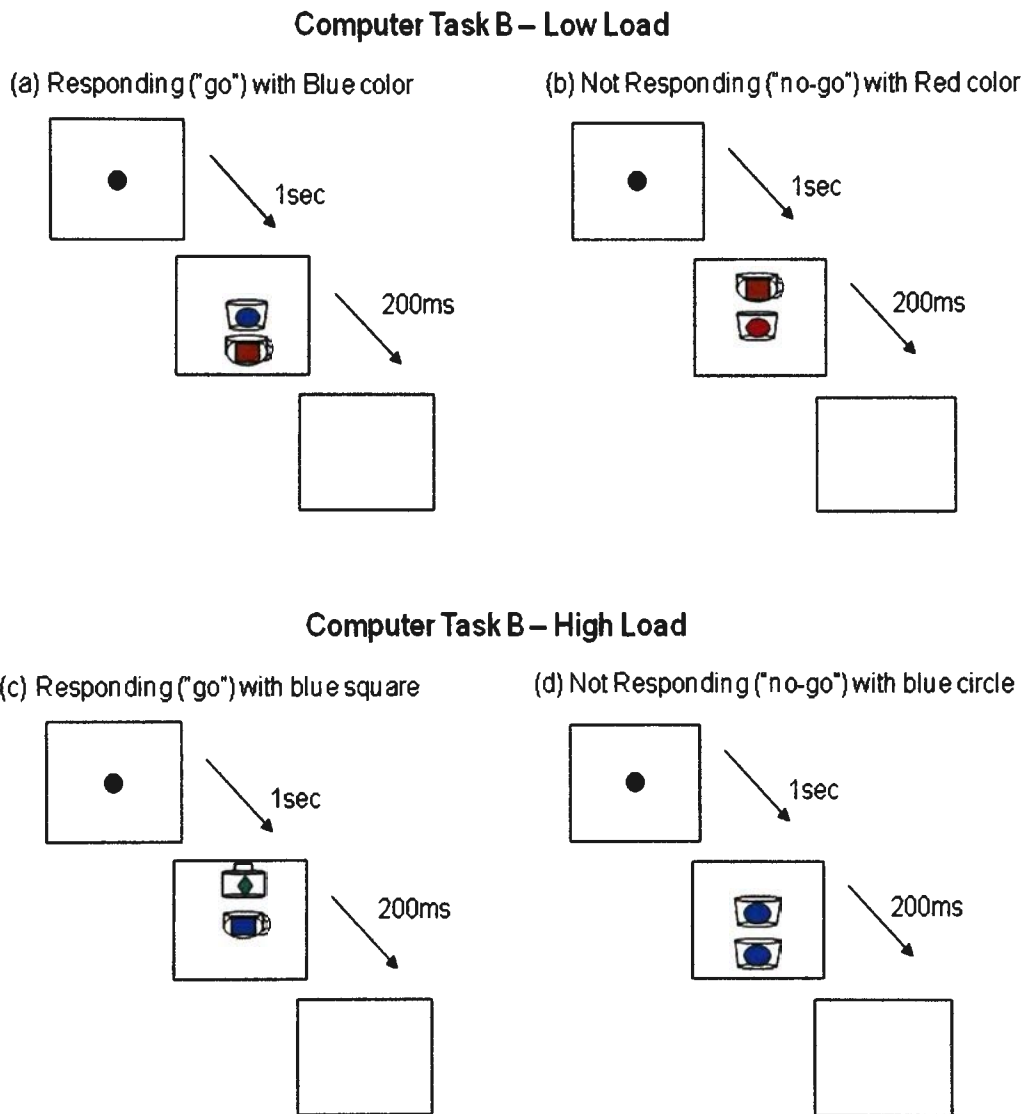 Computer Task B – Low Load
(a) Responding ("go") with Blue color
(b) Not Responding ("no-go") with Red color
1sec
1sec
200ms
200ms
Computer Task B – High Load
(c) Responding ("go") with blue square
(d) Not Responding ("no-go") with blue circle
1sec
1sec
200ms
200ms